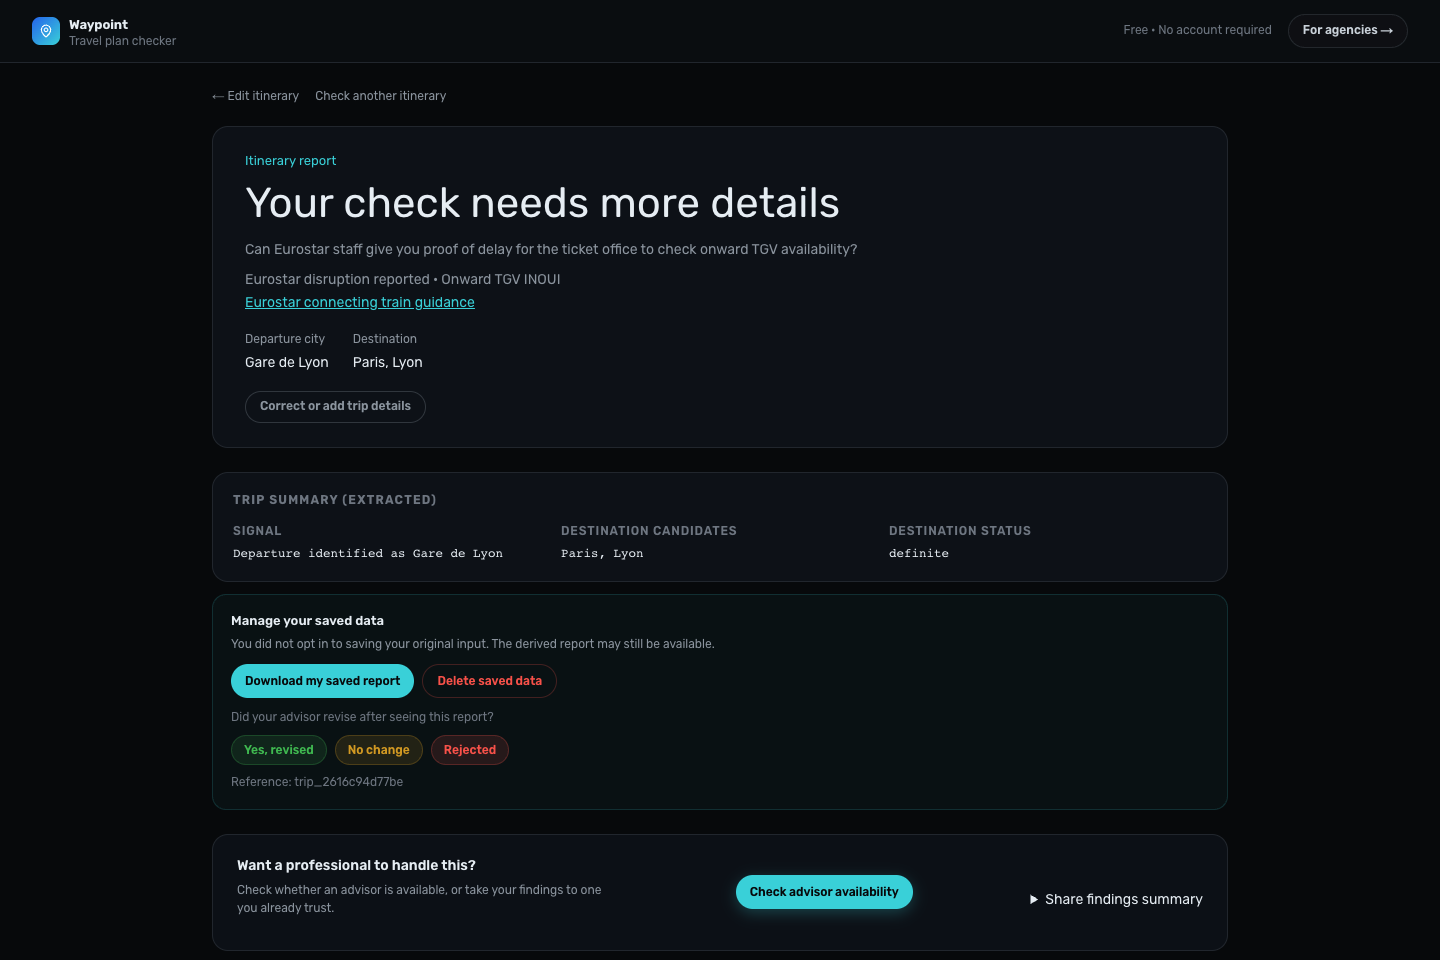 Waypoint
Travel plan checker
Free • No account required
For agencies →
← Edit itinerary
Check another itinerary
Itinerary report
Your check needs more details
Can Eurostar staff give you proof of delay for the ticket office to check onward TGV availability?
Eurostar disruption reported • Onward TGV INOUI
Eurostar connecting train guidance
Departure city
Destination
Gare de Lyon
Paris, Lyon
Correct or add trip details
TRIP SUMMARY (EXTRACTED)
SIGNAL
DESTINATION CANDIDATES
DESTINATION STATUS
Departure identified as Gare de Lyon
Paris, Lyon
definite
Manage your saved data
You did not opt in to saving your original input. The derived report may still be available.
Download my saved report
Delete saved data
Did your advisor revise after seeing this report?
Yes, revised
No change
Rejected
Reference: trip_2616c94d77be
Want a professional to handle this?
Check whether an advisor is available, or take your findings to one
you already trust.
Check advisor availability
▶ Share findings summary